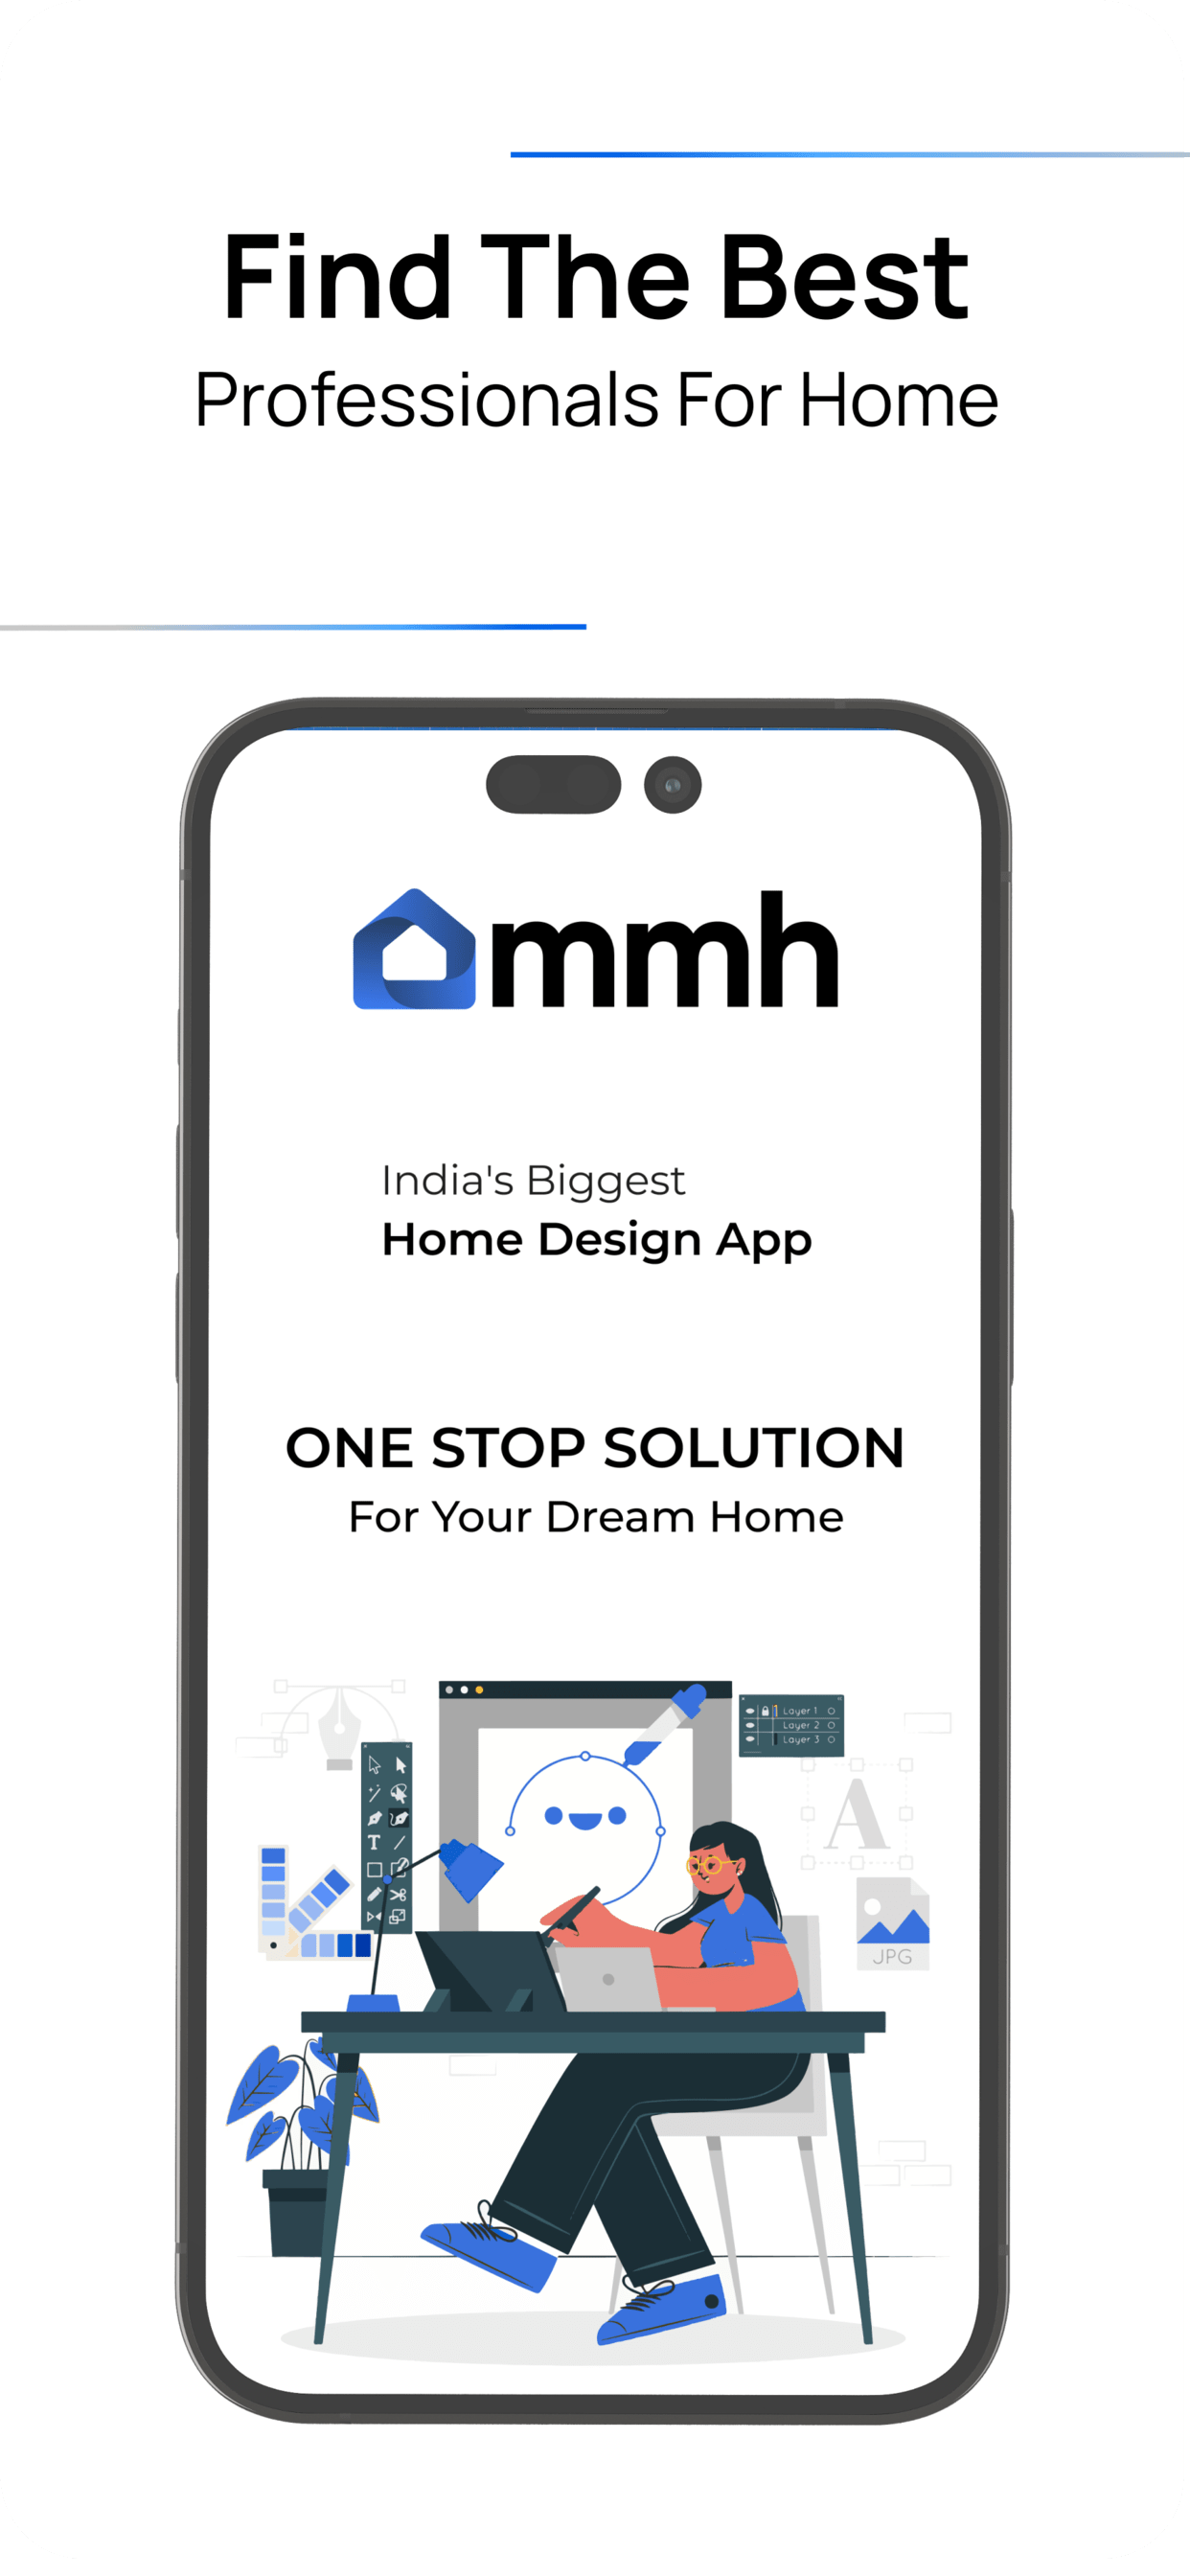 Find The Best
Professionals For Home
mmh
India's Biggest
Home Design App
ONE STOP SOLUTION
For Your Dream Home
Layer 1
Layer 2
Layer 3
T
A
JPG